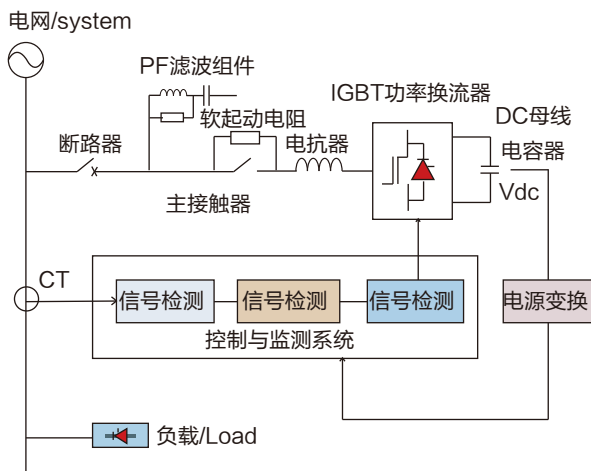 电网/system
PF滤波组件
IGBT功率换流器
软起动电阻
DC母线
断路器
电抗器
电容器
主接触器
Vdc
CT
信号检测
信号检测
信号检测
电源变换
控制与监测系统
负载/Load